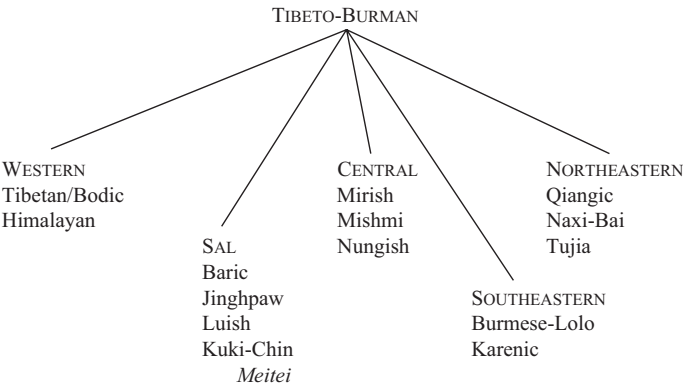 TIBETO-BURMAN
WESTERN
Tibetan/Bodic
Himalayan
SAL
Baric
Jinghpaw
Luish
Kuki-Chin
Meitei
CENTRAL
Mirish
Mishmi
Nungish
SOUTHEASTERN
Burmese-Lolo
Karenic
NORTHEASTERN
Qiangic
Naxi-Bai
Tujia